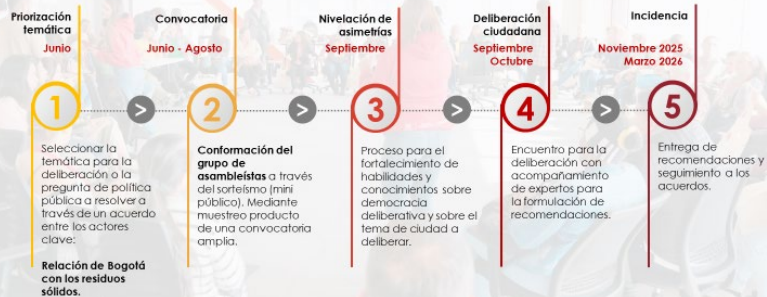 Priorización
temática
Junio
1
Seleccionar la
temática para la
deliberación o la
pregunta de política
pública a resolver a
través de un acuerdo
entre los actores
clave:
Relación de Bogotá
con los residuos
sólidos.
>
Convocatoria
Junio - Agosto
2
Conformación del
grupo de
asambleístas a través
del sorteísmo (mini
público). Mediante
muestreo producto
de una convocatoria
amplia.
>
Nivelación de
asimetrías
Septiembre
3
Proceso para el
fortalecimiento de
habilidades y
conocimientos sobre
democracia
deliberativa y sobre el
tema de ciudad a
deliberar.
>
Deliberación
ciudadana
Septiembre
Octubre
4
Encuentro para la
deliberación con
acompañamiento
de expertos para
la formulación de
recomendaciones.
>
Incidencia
Noviembre 2025
Marzo 2026
5
Entrega de
recomendaciones y
seguimiento a los
acuerdos.